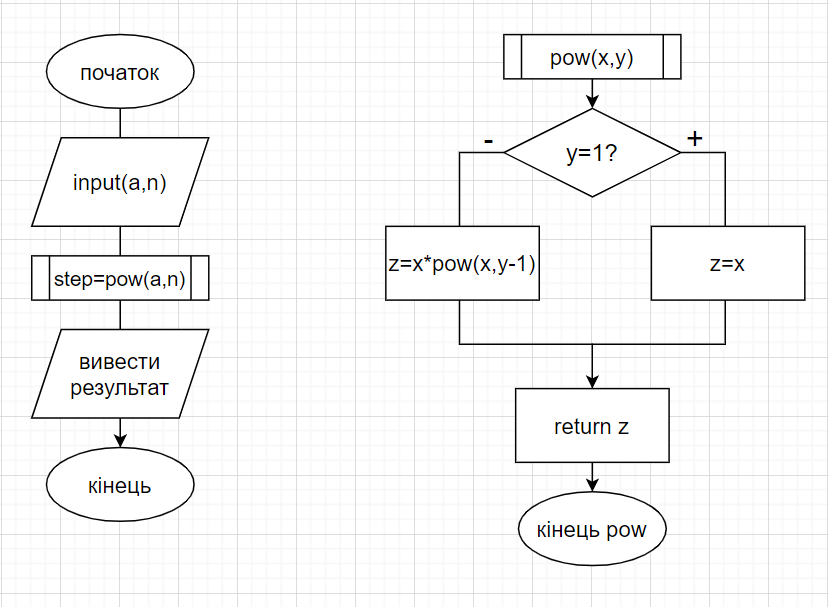 початок
input(a,n)
step=pow(a,n)
вивести
результат
кінець
pow(x,y)
y=1?
-
+
z=x*pow(x,y-1)
z=x
return z
кінець pow